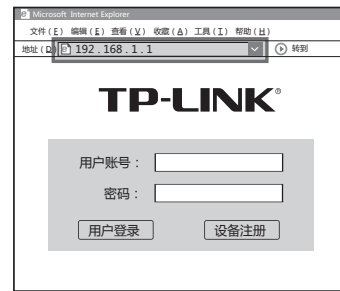 Microsoft Internet Explorer
文件(F) 编辑(E) 查看(V) 收藏(A) 工具(I) 帮助(H)
地址(D) 192.168.1.1 转到
TP-LINK®
用户账号：
密码：
用户登录 设备注册